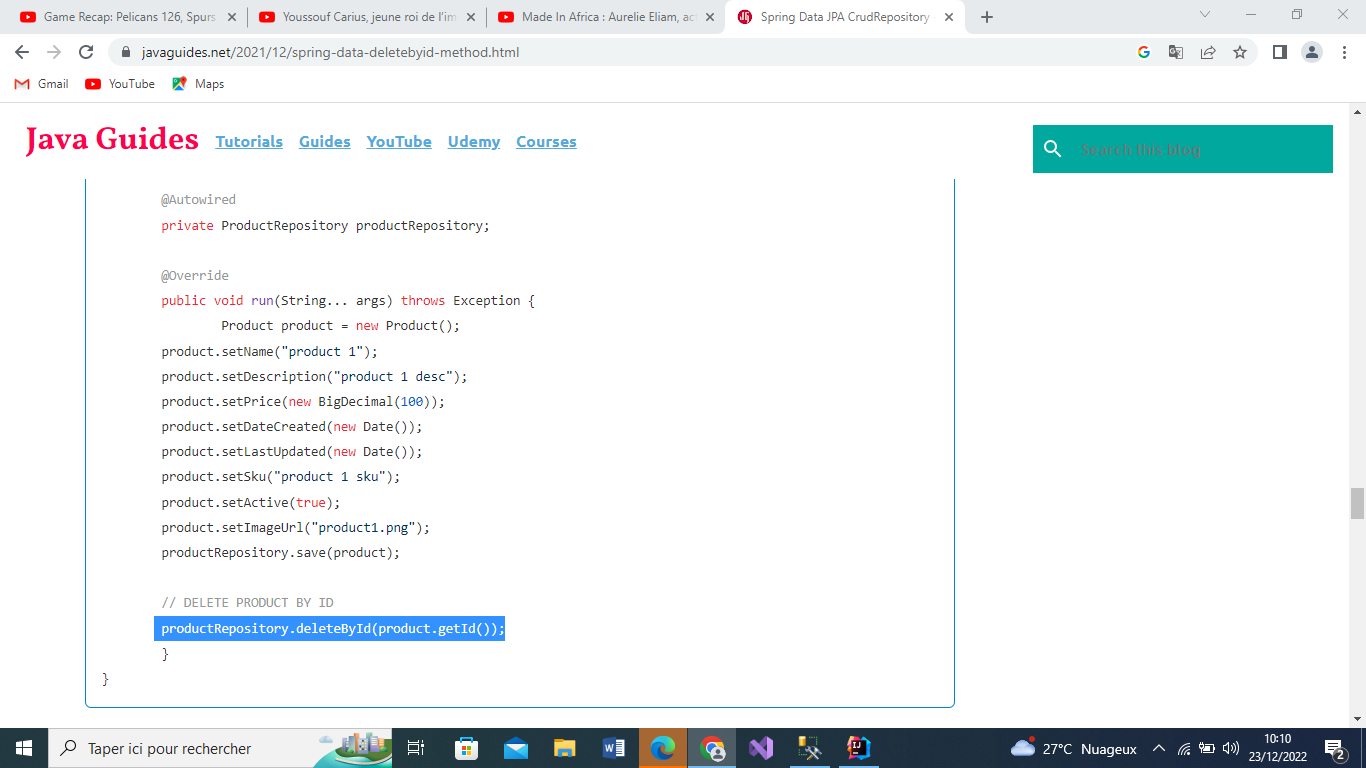 Game Recap: Pelicans 126, Spurs
Youssouf Carius, jeune roi de l'im
Made In Africa : Aurelie Eliam, ac
Spring Data JPA CrudRepository
javaguides.net/2021/12/spring-data-deletebyid-method.html
Gmail YouTube Maps
Java Guides Tutorials Guides YouTube Udemy Courses
Search this blog
@Autowired
private ProductRepository productRepository;
@Override
public void run(String... args) throws Exception {
Product product = new Product();
product.setName("product 1");
product.setDescription("product 1 desc");
product.setPrice(new BigDecimal(100));
product.setDateCreated(new Date());
product.setLastUpdated(new Date());
product.setSku("product 1 sku");
product.setActive(true);
product.setImageUrl("product1.png");
productRepository.save(product);
// DELETE PRODUCT BY ID
productRepository.deleteById(product.getId());
}
}
Taper ici pour rechercher
27°C Nuageux
10:10
23/12/2022
2